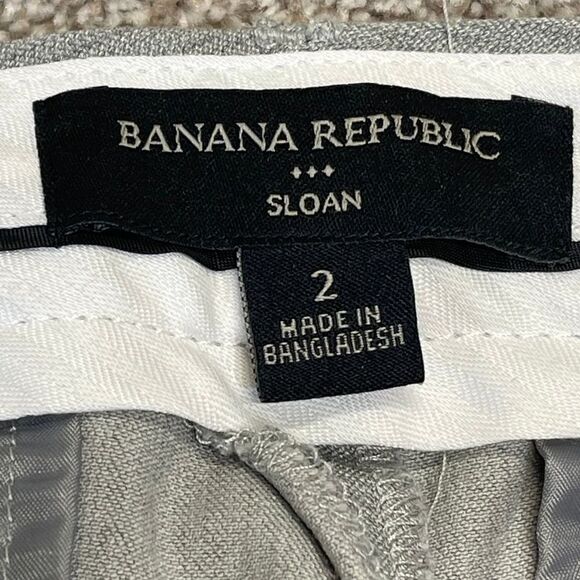 BANANA REPUBLIC
SLOAN
2
MADE IN
BANGLADESH